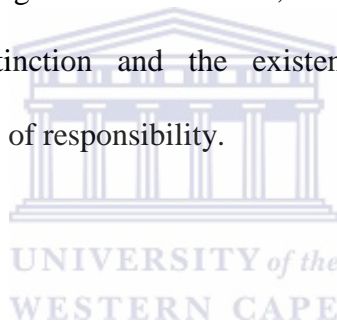 tinction and the existen
of responsibility.
UNIVERSITY of the
WESTERN CAPE